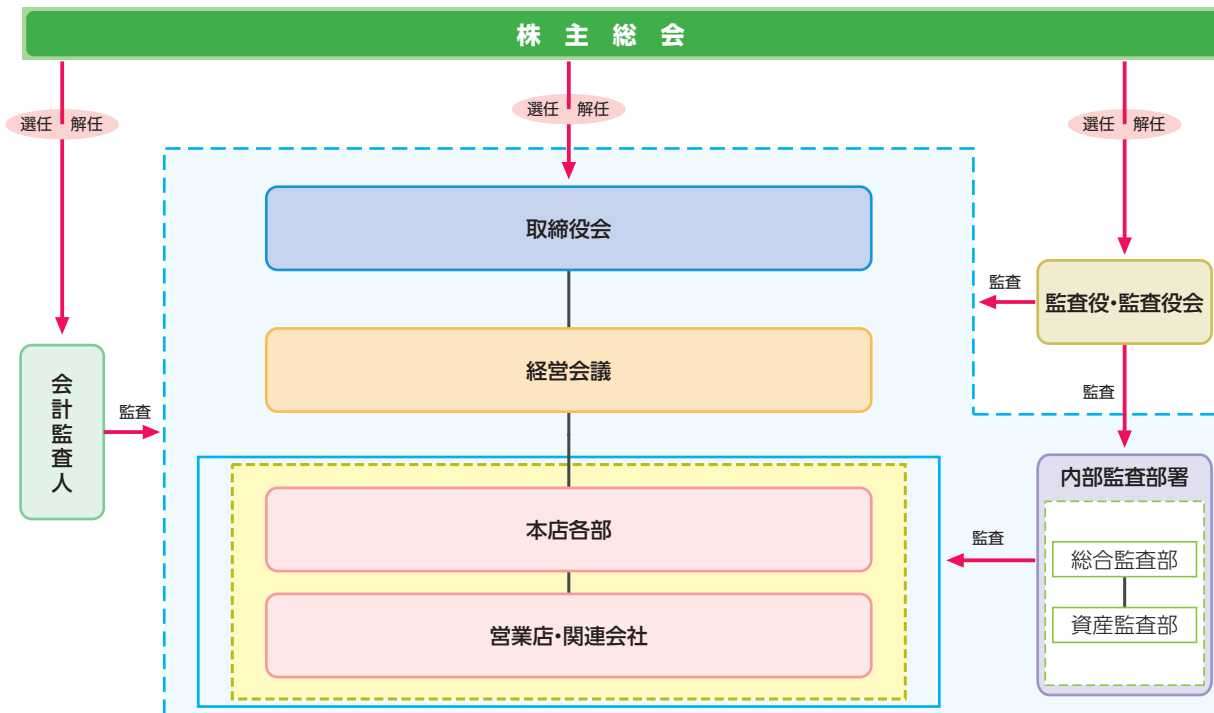 株主総会
選任 解任
選任 解任
選任 解任
取締役会
監査
監査役・監査役会
経営会議
会計監査人
監査
監査
内部監査部署
本店各部
監査
総合監査部
資産監査部
営業店・関連会社